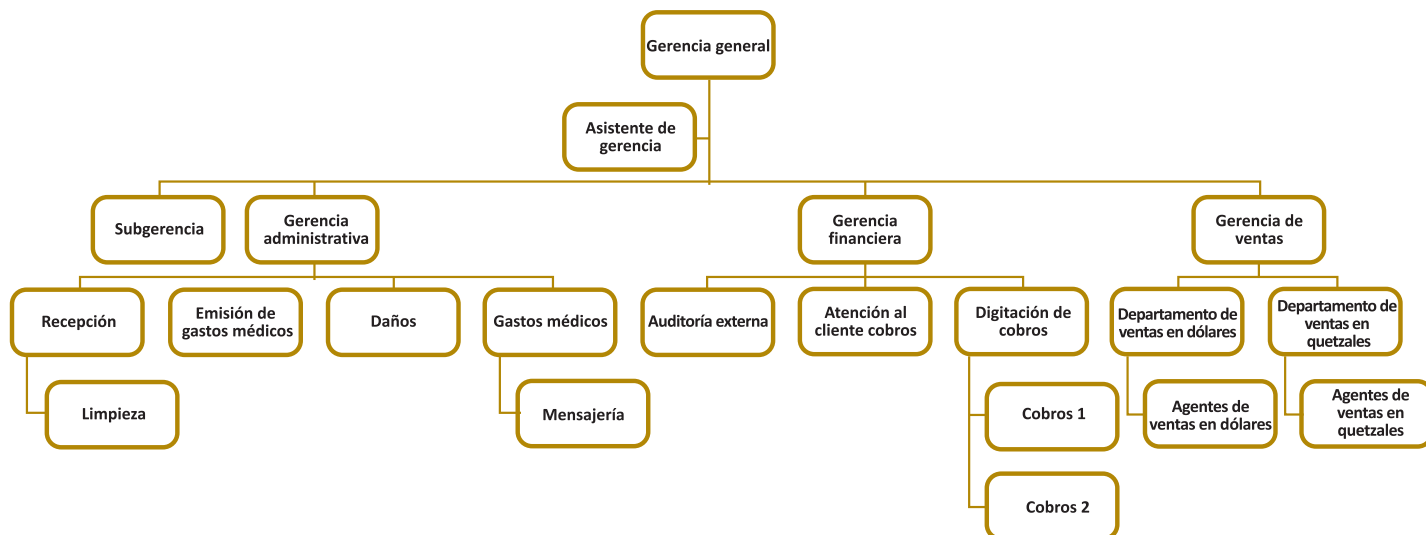 Gerencia general
Asistente de
gerencia
Subgerencia
Gerencia
administrativa
Gerencia
financiera
Gerencia de
ventas
Recepción
Emisión de
gastos médicos
Daños
Gastos médicos
Auditoría externa
Atención al
cliente cobros
Digitación de
cobros
Departamento de
ventas en dólares
Departamento de
ventas en
quetzales
Limpieza
Mensajería
Cobros 1
Agentes de
ventas en dólares
Agentes de
ventas en
quetzales
Cobros 2